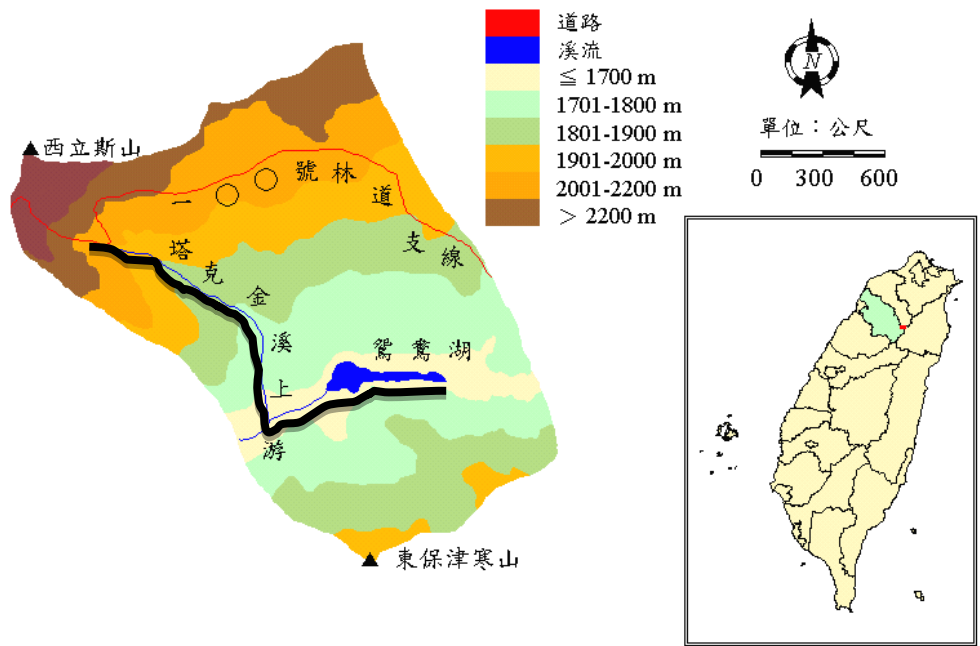 道路
溪流
≦ 1700 m
1701-1800 m
1801-1900 m
1901-2000 m
2001-2200 m
> 2200 m
N
單位：公尺
0 300 600
西立斯山
一○○號林道支線
塔克金溪上游
鴛鴦湖
東保津寒山